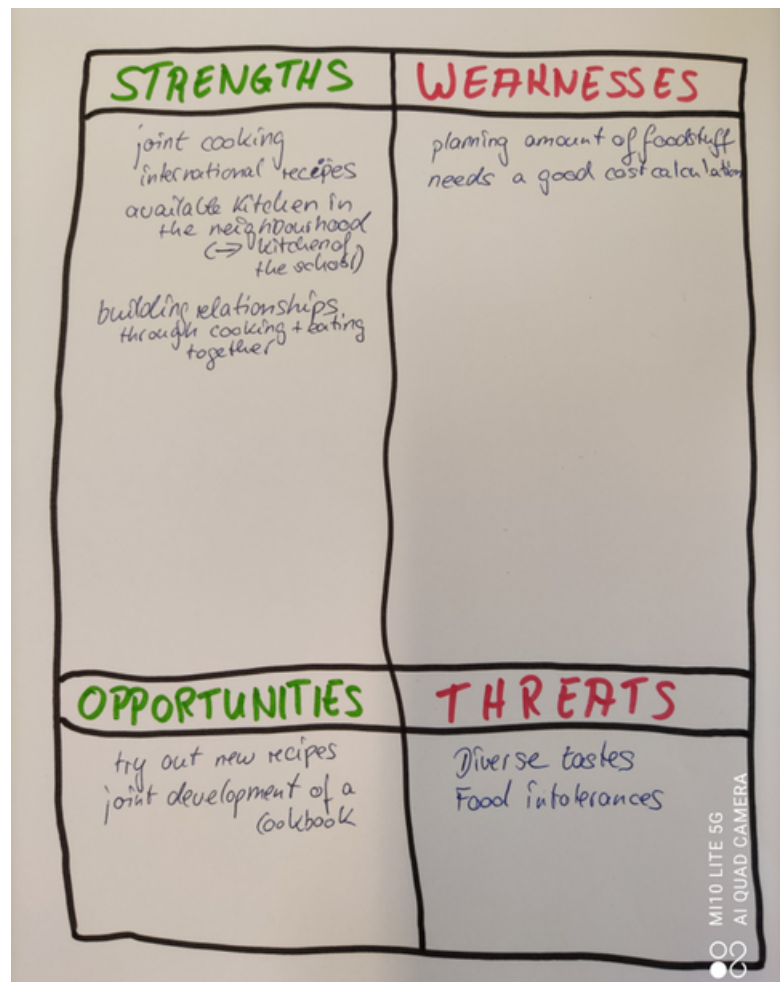 STRENGTHS
joint cooking
international recipes
available kitchen in
the neighbourhood
(→ kitchen of
the school)
building relationships
through cooking + eating
together
WEAKNESSES
planning amount of foodstuff
needs a good cost calculation
OPPORTUNITIES
try out new recipes
joint development of a
Cookbook
THREATS
Diverse tastes
Food intolerances
MI10 LITE 5G
AI QUAD CAMERA